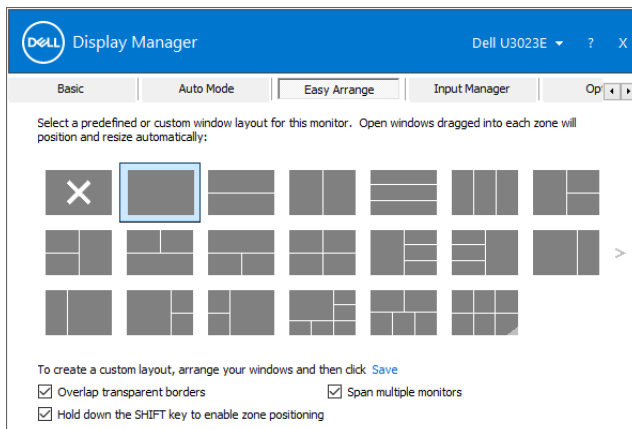 DELL Display Manager Dell U3023E ? X
Basic Auto Mode Easy Arrange Input Manager Op
Select a predefined or custom window layout for this monitor. Open windows dragged into each zone will
position and resize automatically:
>
To create a custom layout, arrange your windows and then click Save
Overlap transparent borders Span multiple monitors
Hold down the SHIFT key to enable zone positioning